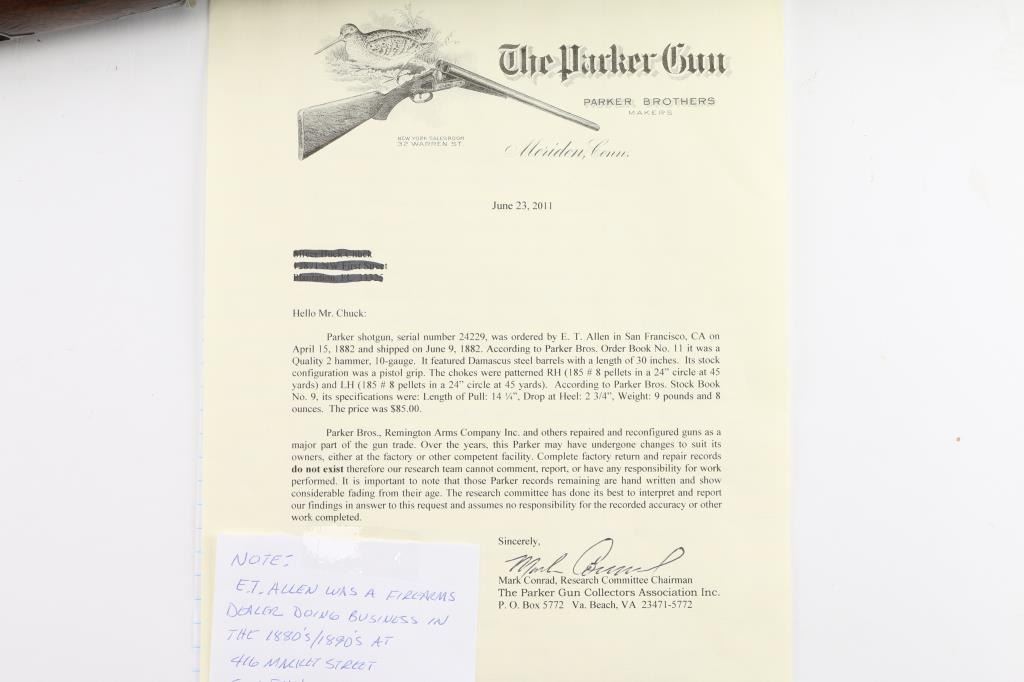 The Parker Gun
PARKER BROTHERS
MAKERS
NEW YORK SALESROOM
32 WARREN ST.
Meriden, Conn.
June 23, 2011
Hello Mr. Chuck:
Parker shotgun, serial number 24229, was ordered by E. T. Allen in San Francisco, CA on
April 15, 1882 and shipped on June 9, 1882. According to Parker Bros. Order Book No. 11 it was a
Quality 2 hammer, 10-gauge. It featured Damascus steel barrels with a length of 30 inches. Its stock
configuration was a pistol grip. The chokes were patterned RH (185 # 8 pellets in a 24" circle at 45
yards) and LH (185 # 8 pellets in a 24" circle at 45 yards). According to Parker Bros. Stock Book
No. 9, its specifications were: Length of Pull: 14 ¼", Drop at Heel: 2 3/4", Weight: 9 pounds and 8
ounces. The price was $85.00.
Parker Bros., Remington Arms Company Inc. and others repaired and reconfigured guns as a
major part of the gun trade. Over the years, this Parker may have undergone changes to suit its
owners, either at the factory or other competent facility. Complete factory return and repair records
do not exist therefore our research team cannot comment, report, or have any responsibility for work
performed. It is important to note that those Parker records remaining are hand written and show
considerable fading from their age. The research committee has done its best to interpret and report
our findings in answer to this request and assumes no responsibility for the recorded accuracy or other
work completed.
Sincerely,
Mark Conrad, Research Committee Chairman
The Parker Gun Collectors Association Inc.
P. O. Box 5772 Va. Beach, VA 23471-5772
NOTE:
E.T. ALLEN WAS A FIREARMS
DEALER DOING BUSINESS IN
THE 1880'S/1890'S AT
416 MARKET STREET